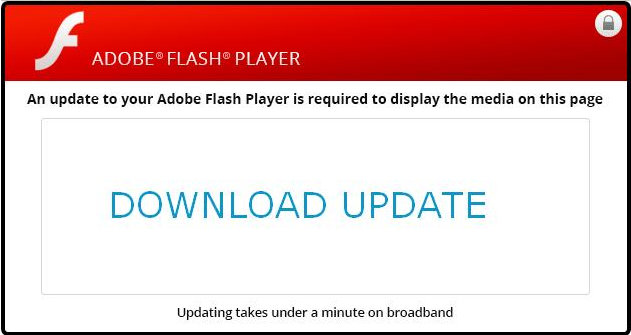 ADOBE® FLASH® PLAYER
An update to your Adobe Flash Player is required to display the media on this page
DOWNLOAD UPDATE
Updating takes under a minute on broadband